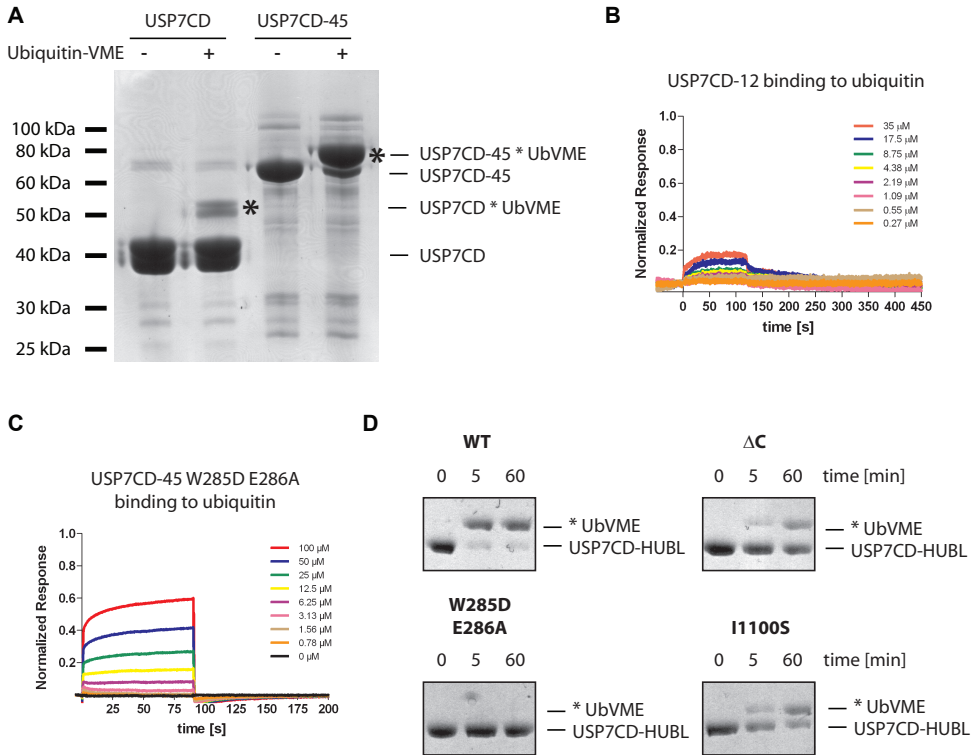 A
USP7CD USP7CD-45
Ubiquitin-VME - + - +
100 kDa
80 kDa
60 kDa
50 kDa
40 kDa
30 kDa
25 kDa
*
*
USP7CD-45 * UbVME
USP7CD-45
USP7CD * UbVME
USP7CD
B
USP7CD-12 binding to ubiquitin
Normalized Response
1.0
0.8
0.6
0.4
0.2
0 50 100 150 200 250 300 350 400 450
time [s]
35 µM
17.5 µM
8.75 µM
4.38 µM
2.19 µM
1.09 µM
0.55 µM
0.27 µM
C
USP7CD-45 W285D E286A
binding to ubiquitin
Normalized Response
1.0
0.8
0.6
0.4
0.2
25 50 75 100 125 150 175 200
time [s]
100 µM
50 µM
25 µM
12.5 µM
6.25 µM
3.13 µM
1.56 µM
0.78 µM
0 µM
D
WT
0 5 60
* UbVME
USP7CD-HUBL
ΔC
0 5 60 time [min]
* UbVME
USP7CD-HUBL
W285D
E286A
0 5 60
* UbVME
USP7CD-HUBL
I1100S
0 5 60 time [min]
* UbVME
USP7CD-HUBL